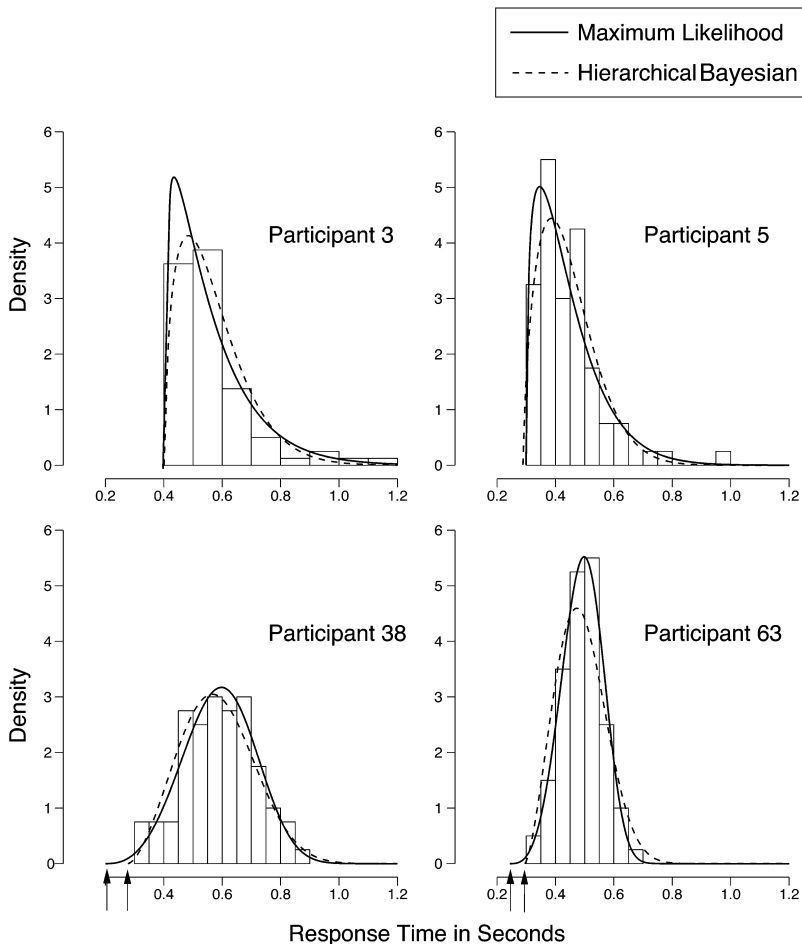 Maximum Likelihood
Hierarchical Bayesian
6
5
4
3
2
1
0
Density
Participant 3
0.2 0.4 0.6 0.8 1.0 1.2
6
5
4
3
2
1
0
Participant 5
0.2 0.4 0.6 0.8 1.0 1.2
6
5
4
3
2
1
0
Density
Participant 38
0.4 0.6 0.8 1.0 1.2
6
5
4
3
2
1
0
Participant 63
0.2 0.4 0.6 0.8 1.0 1.2
Response Time in Seconds